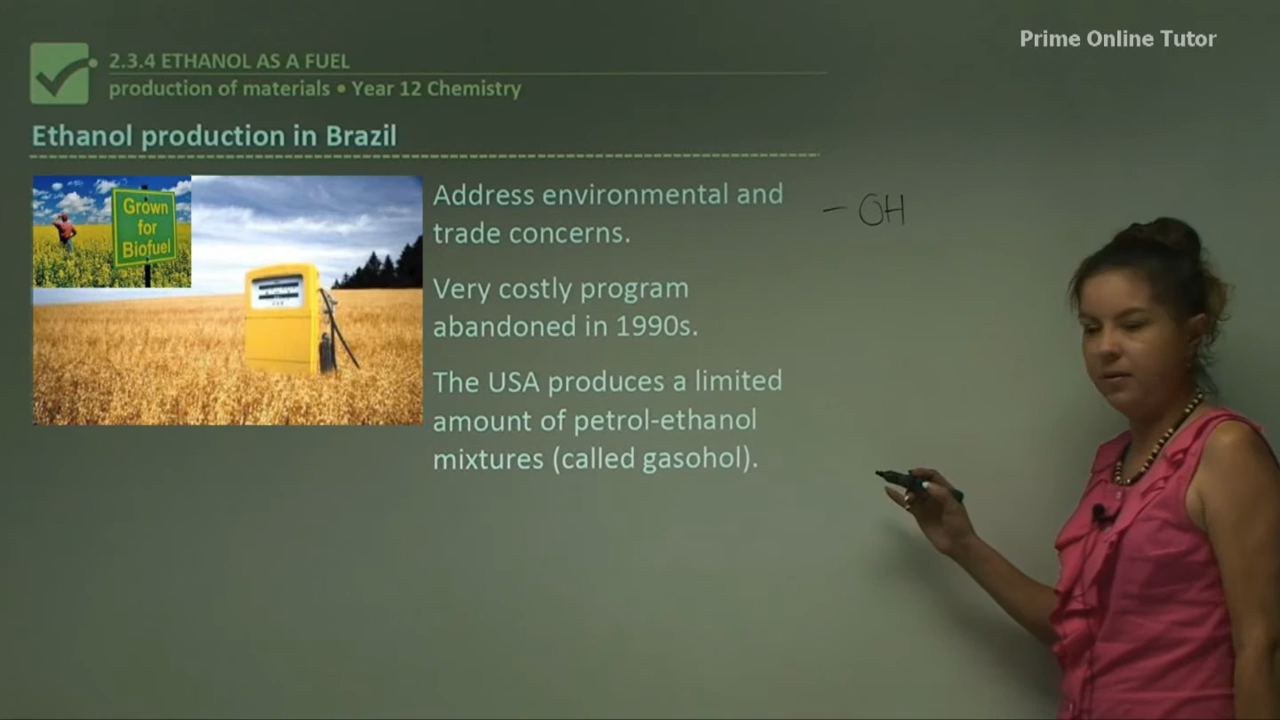 Prime Online Tutor
2.3.4 ETHANOL AS A FUEL
production of materials • Year 12 Chemistry
Ethanol production in Brazil
Grown
for
Biofuel
Address environmental and
trade concerns.
Very costly program
abandoned in 1990s.
The USA produces a limited
amount of petrol-ethanol
mixtures (called gasohol).
- OH